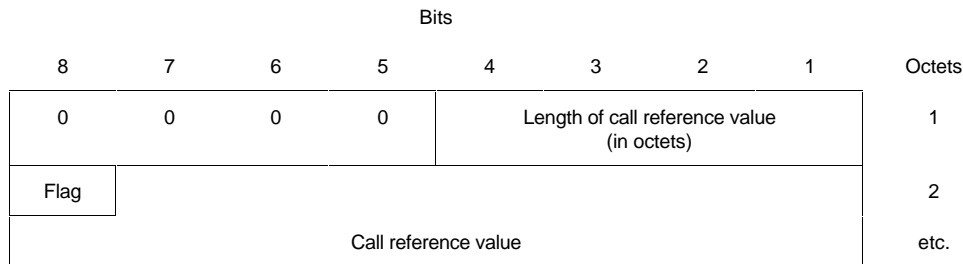 Bits
8 7 6 5 4 3 2 1 Octets
0 0 0 0 Length of call reference value 1
(in octets)
Flag 2
Call reference value etc.